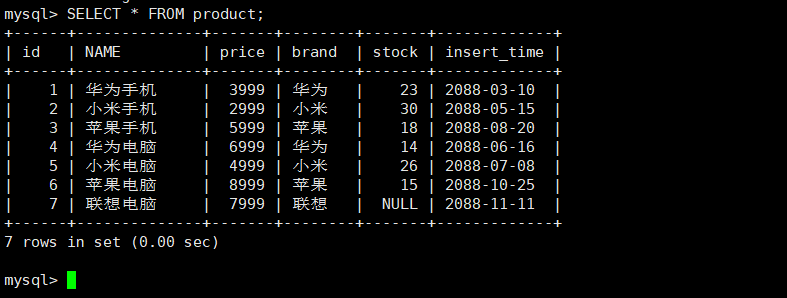 mysql> SELECT * FROM product;
+------+--------------+-------+--------+-------+-------------+
| id   | NAME         | price | brand  | stock | insert_time |
+------+--------------+-------+--------+-------+-------------+
|    1 | 华为手机     |  3999 | 华为   |    23 | 2088-03-10  |
|    2 | 小米手机     |  2999 | 小米   |    30 | 2088-05-15  |
|    3 | 苹果手机     |  5999 | 苹果   |    18 | 2088-08-20  |
|    4 | 华为电脑     |  6999 | 华为   |    14 | 2088-06-16  |
|    5 | 小米电脑     |  4999 | 小米   |    26 | 2088-07-08  |
|    6 | 苹果电脑     |  8999 | 苹果   |    15 | 2088-10-25  |
|    7 | 联想电脑     |  7999 | 联想   |  NULL | 2088-11-11  |
+------+--------------+-------+--------+-------+-------------+
7 rows in set (0.00 sec)
mysql>